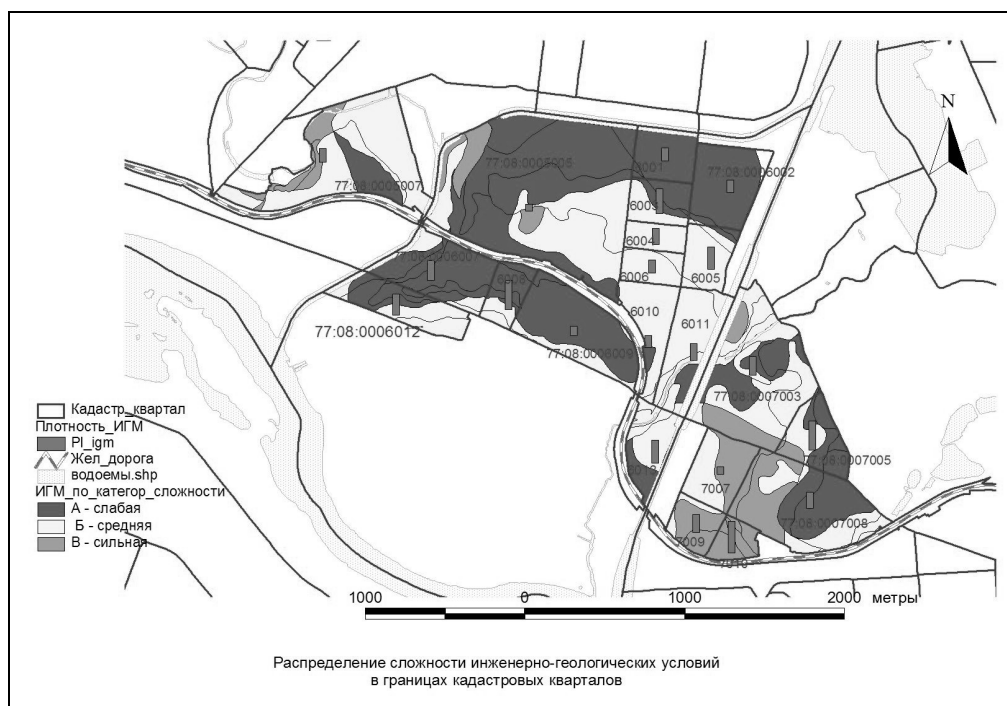 N
6001
77:08:0005005
77:08:0006002
77:08:0005007
6003
6004
6005
6006
77:08:0006007
6008
6010
6011
77:08:0006012
77:08:0006009
77:08:0007003
77:08:0007005
6013
7007
77:08:0007008
7009
7010
Кадастр_квартал
Плотность_ИГМ
Pl_igm
Жел_дорога
водоемы.shp
ИГМ_по_категор_сложности
А - слабая
Б - средняя
В - сильная
1000 0 1000 2000 метры
Распределение сложности инженерно-геологических условий
в границах кадастровых кварталов